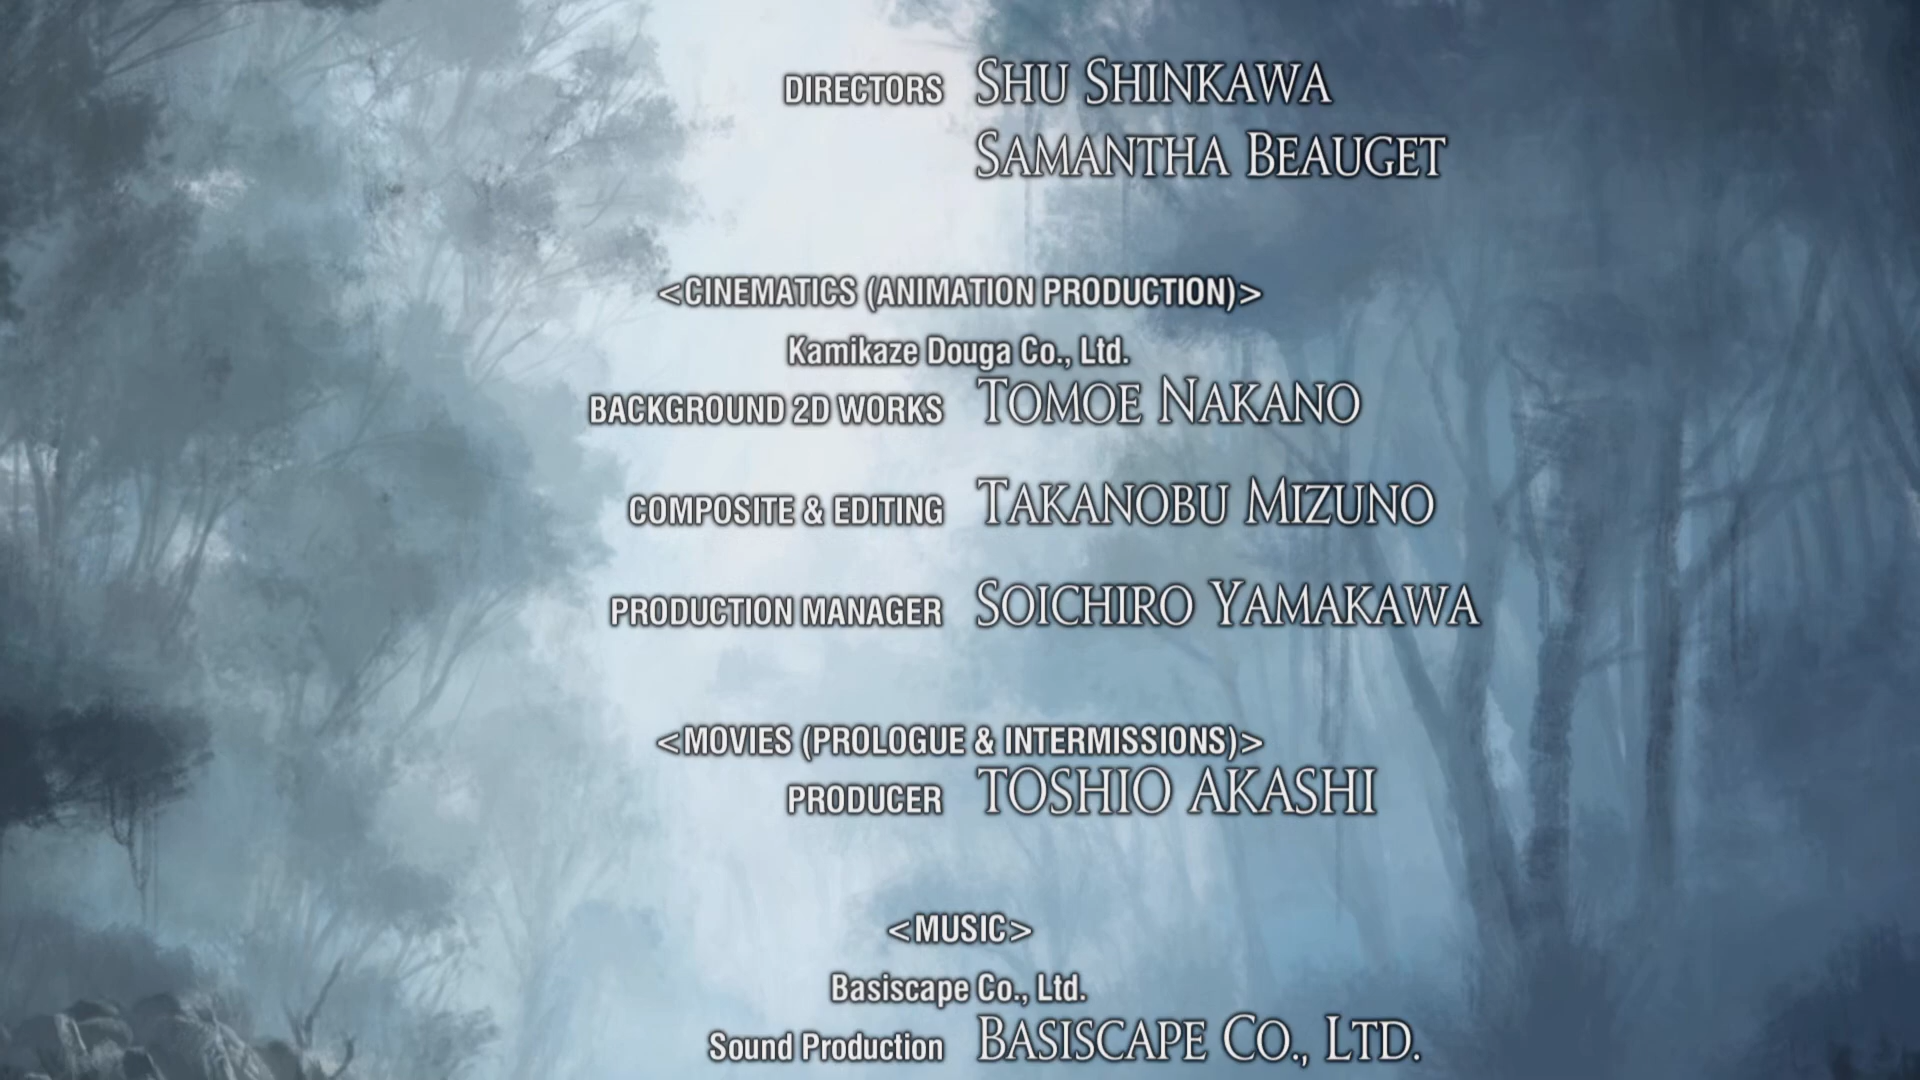 DIRECTORS SHU SHINKAWA
SAMANTHA BEAUGET
<CINEMATICS (ANIMATION PRODUCTION)>
Kamikaze Douga Co., Ltd.
BACKGROUND 2D WORKS TOMOE NAKANO
COMPOSITE & EDITING TAKANOBU MIZUNO
PRODUCTION MANAGER SOICHIRO YAMAKAWA
<MOVIES (PROLOGUE & INTERMISSIONS)>
PRODUCER TOSHIO AKASHI
<MUSIC>
Basiscape Co., Ltd.
Sound Production BASISCAPE CO., LTD.